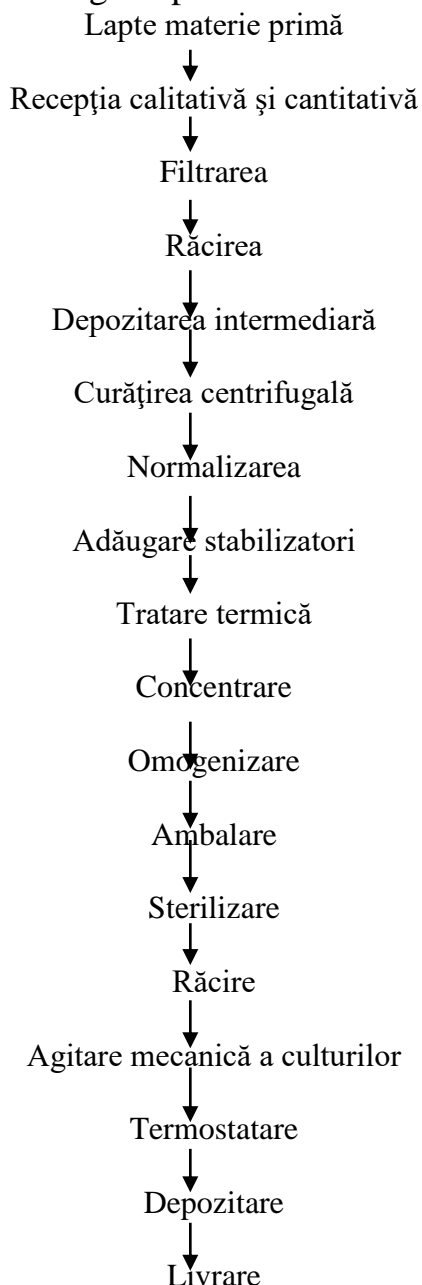 Lapte materie primă
Recepţia calitativă şi cantitativă
Filtrarea
Răcirea
Depozitarea intermediară
Curăţirea centrifugală
Normalizarea
Adăugare stabilizatori
Tratare termică
Concentrare
Omogenizare
Ambalare
Sterilizare
Răcire
Agitare mecanică a culturilor
Termostatare
Depozitare
Livrare